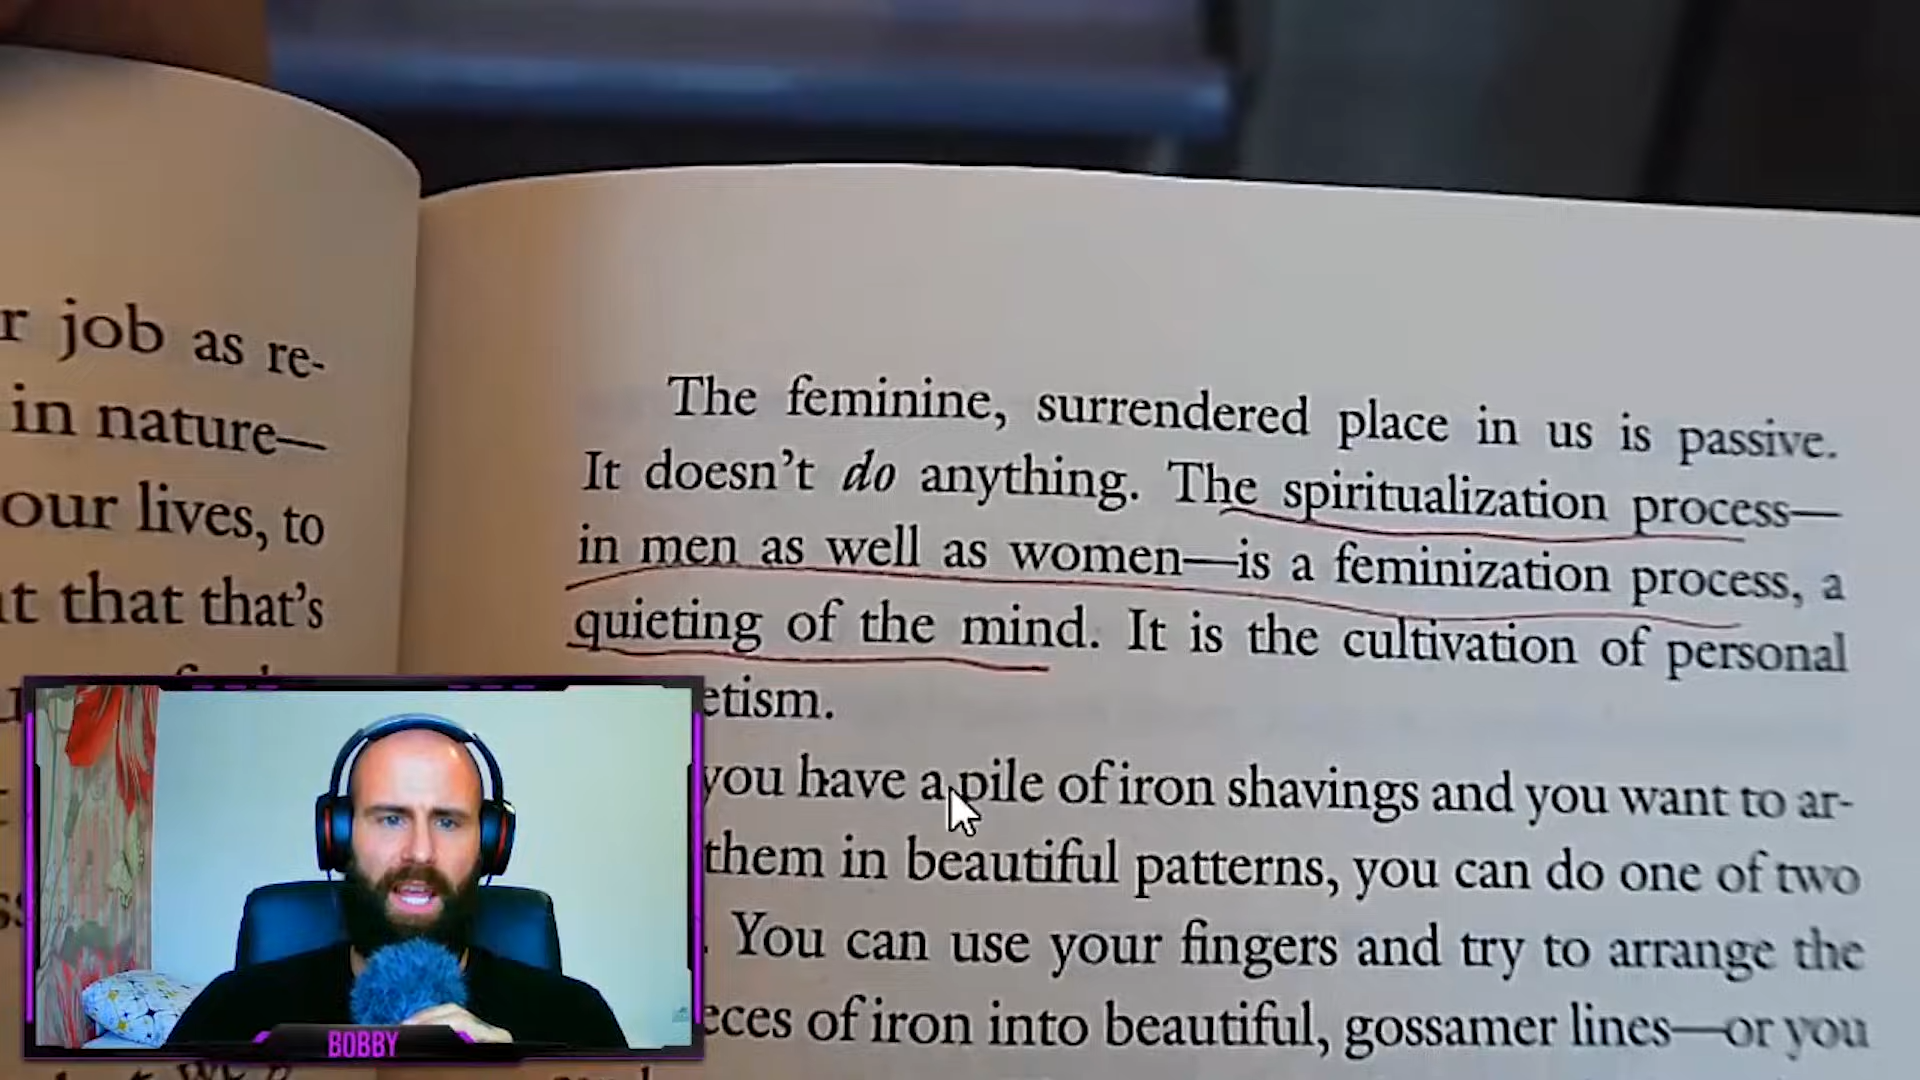 r job as re-
in nature—
our lives, to
t that that's
The feminine, surrendered place in us is passive.
It doesn't do anything. The spiritualization process—
in men as well as women—is a feminization process, a
quieting of the mind. It is the cultivation of personal
etism.
you have a pile of iron shavings and you want to ar-
them in beautiful patterns, you can do one of two
. You can use your fingers and try to arrange the
eces of iron into beautiful, gossamer lines—or you
BOBBY